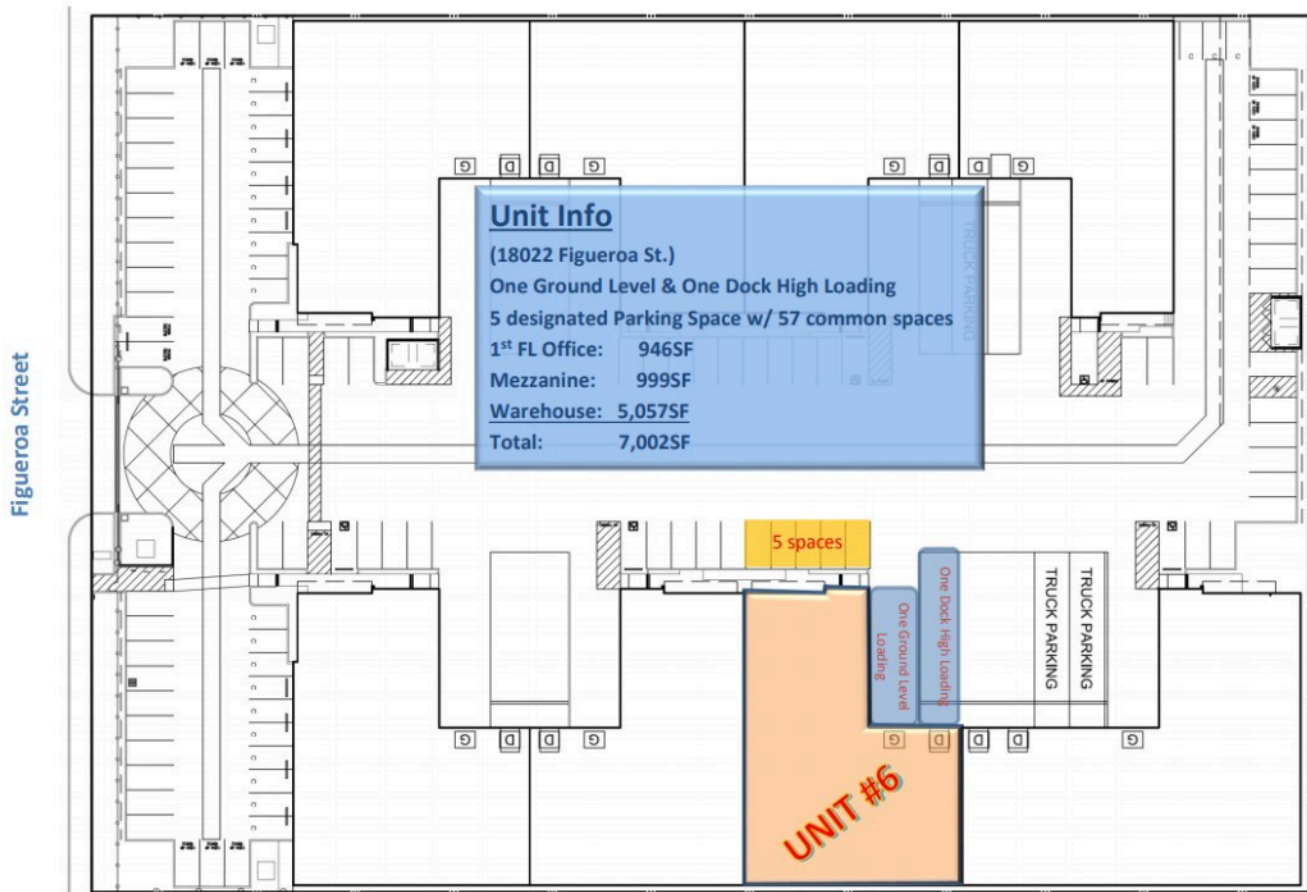 G D D G
G D D G
Unit Info
(18022 Figueroa St.)
One Ground Level & One Dock High Loading
5 designated Parking Space w/ 57 common spaces
1st FL Office: 946SF
Mezzanine: 999SF
Warehouse: 5,057SF
Total: 7,002SF
TRUCK PARKING
Figueroa Street
5 spaces
One Ground Level
Loading
One Dock High Loading
TRUCK PARKING
TRUCK PARKING
G D D G
G D D D G
UNIT #6